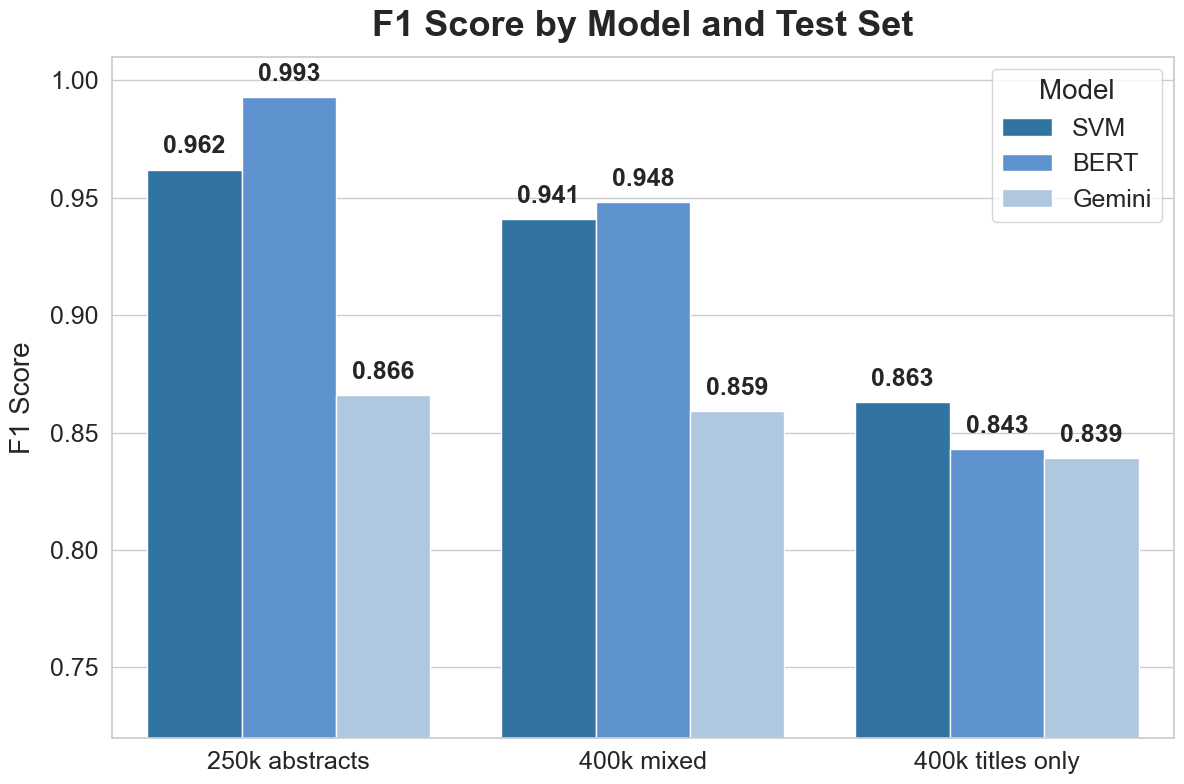 F1 Score by Model and Test Set
F1 Score
1.00
0.95
0.90
0.85
0.80
0.75
0.962
0.993
0.866
0.941
0.948
0.859
0.863
0.843
0.839
Model
SVM
BERT
Gemini
250k abstracts
400k mixed
400k titles only